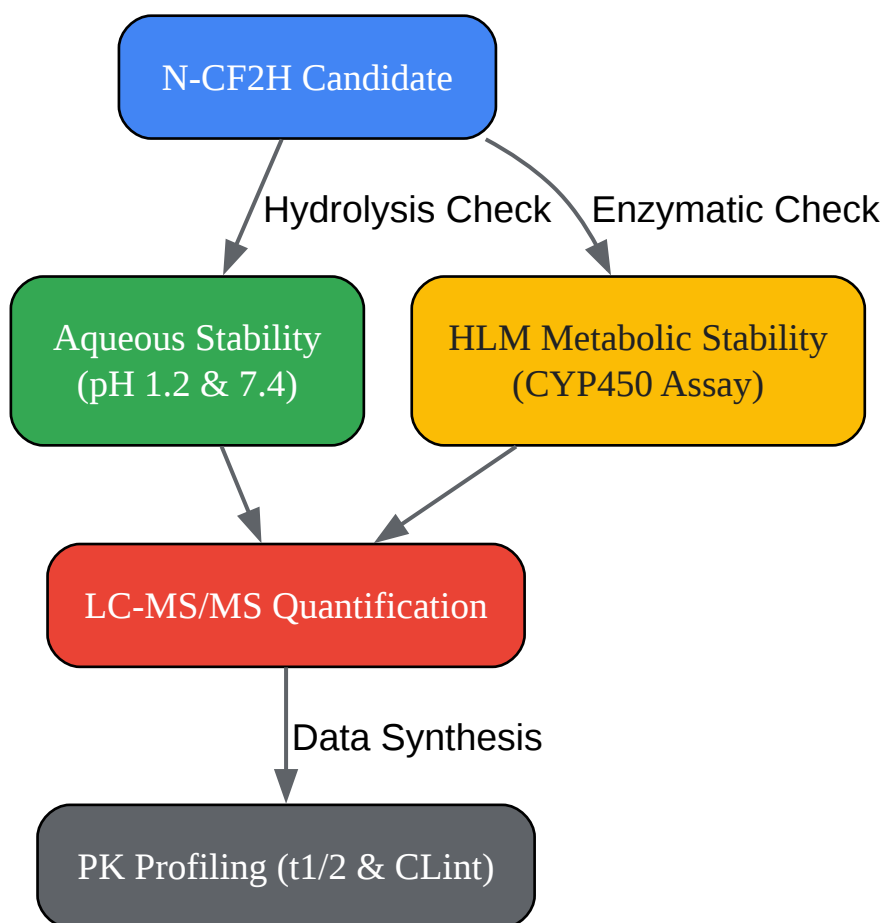 N-CF2H Candidate
Hydrolysis Check
Enzymatic Check
Aqueous Stability
(pH 1.2 & 7.4)
HLM Metabolic Stability
(CYP450 Assay)
LC-MS/MS Quantification
Data Synthesis
PK Profiling (t1/2 & CLint)